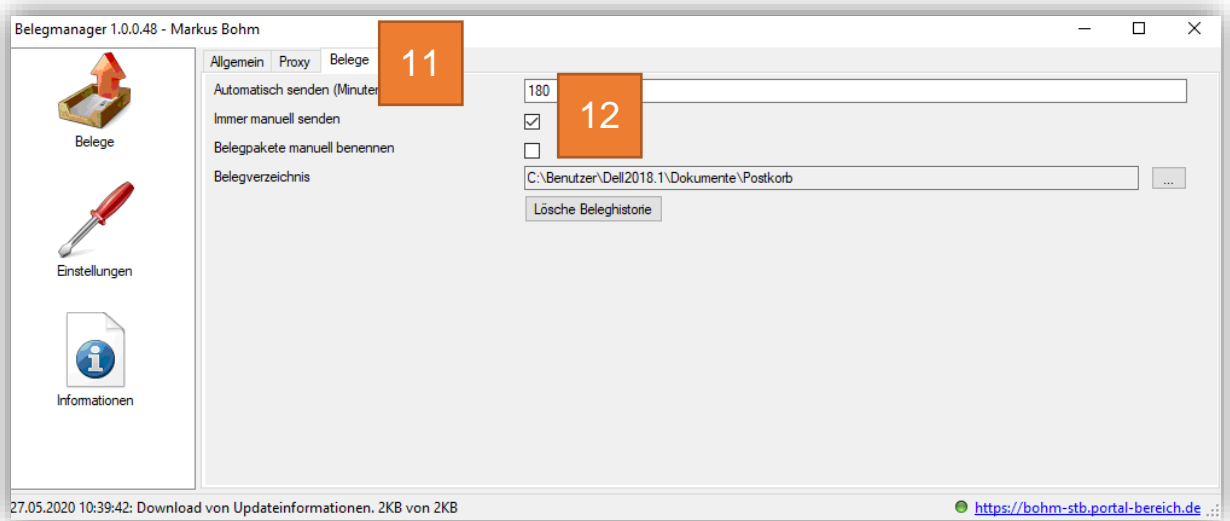 Belegmanager 1.0.0.48 - Markus Bohm
Allgemein Proxy Belege
11
Automatisch senden (Minuten
180
12
Immer manuell senden
Belegpakete manuell benennen
Belegverzeichnis
C:\Benutzer\Dell2018.1\Dokumente\Postkorb
...
Lösche Beleghistorie
Belege
Einstellungen
Informationen
27.05.2020 10:39:42: Download von Updateinformationen. 2KB von 2KB
https://bohm-stb.portal-bereich.de